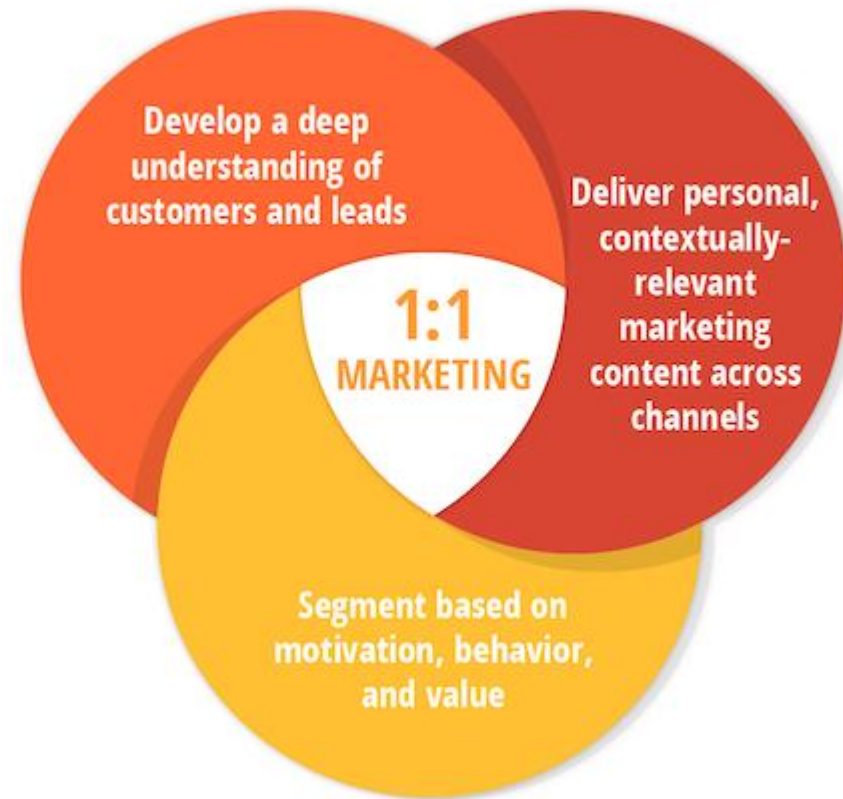 Develop a deep
understanding of
customers and leads
Deliver personal,
contextually-
relevant
marketing
content across
channels
1:1
MARKETING
Segment based on
motivation, behavior,
and value